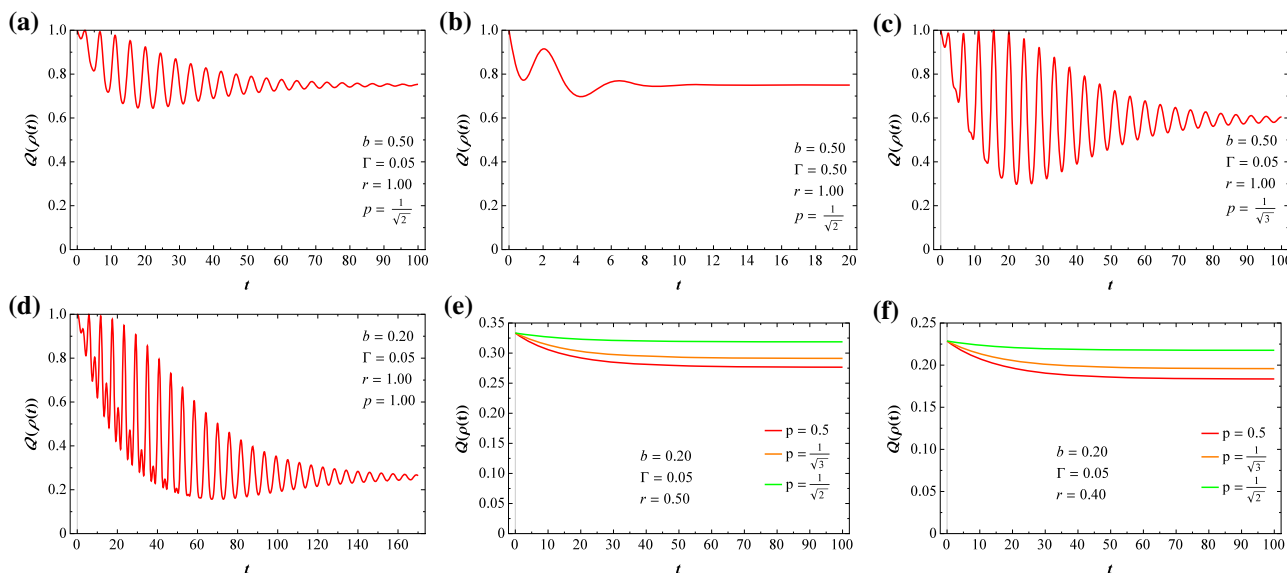 (a)
1.0
0.8
0.6
0.4
0.2
0
Q(ρ(t))
b = 0.50
Γ = 0.05
r = 1.00
p = 1/√2
0 10 20 30 40 50 60 70 80 90 100
t
(b)
1.0
0.8
0.6
0.4
0.2
0
Q(ρ(t))
b = 0.50
Γ = 0.50
r = 1.00
p = 1/√2
0 2 4 6 8 10 12 14 16 18 20
t
(c)
1.0
0.8
0.6
0.4
0.2
0
Q(ρ(t))
b = 0.50
Γ = 0.05
r = 1.00
p = 1/√3
0 10 20 30 40 50 60 70 80 90 100
t
(d)
1.0
0.8
0.6
0.4
0.2
0
Q(ρ(t))
b = 0.20
Γ = 0.05
r = 1.00
p = 1.00
0 20 40 60 80 100 120 140 160
t
(e)
0.35
0.30
0.25
0.20
0.15
0.10
0.05
0
Q(ρ(t))
b = 0.20
Γ = 0.05
r = 0.50
p = 0.5
p = 1/√3
p = 1/√2
0 10 20 30 40 50 60 70 80 90 100
t
(f)
0.25
0.20
0.15
0.10
0.05
0
Q(ρ(t))
b = 0.20
Γ = 0.05
r = 0.40
p = 0.5
p = 1/√3
p = 1/√2
0 10 20 30 40 50 60 70 80 90 100
t